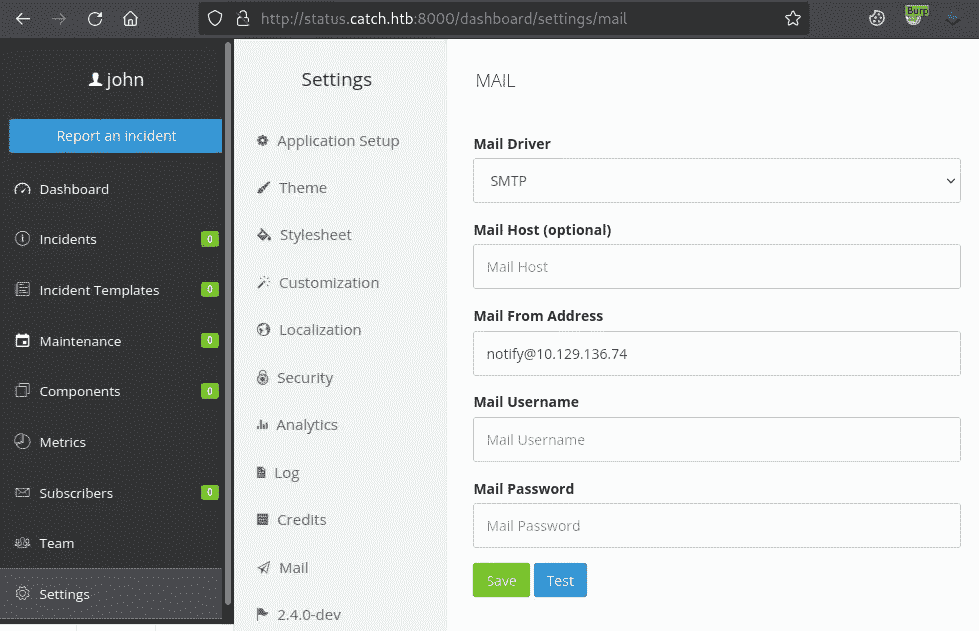 http://status.catch.htb:8000/dashboard/settings/mail
Burp
john
Report an incident
Dashboard
Incidents 0
Incident Templates 0
Maintenance 0
Components 0
Metrics
Subscribers 0
Team
Settings
Settings
Application Setup
Theme
Stylesheet
Customization
Localization
Security
Analytics
Log
Credits
Mail
2.4.0-dev
MAIL
Mail Driver
SMTP
Mail Host (optional)
Mail Host
Mail From Address
notify@10.129.136.74
Mail Username
Mail Username
Mail Password
Mail Password
Save Test